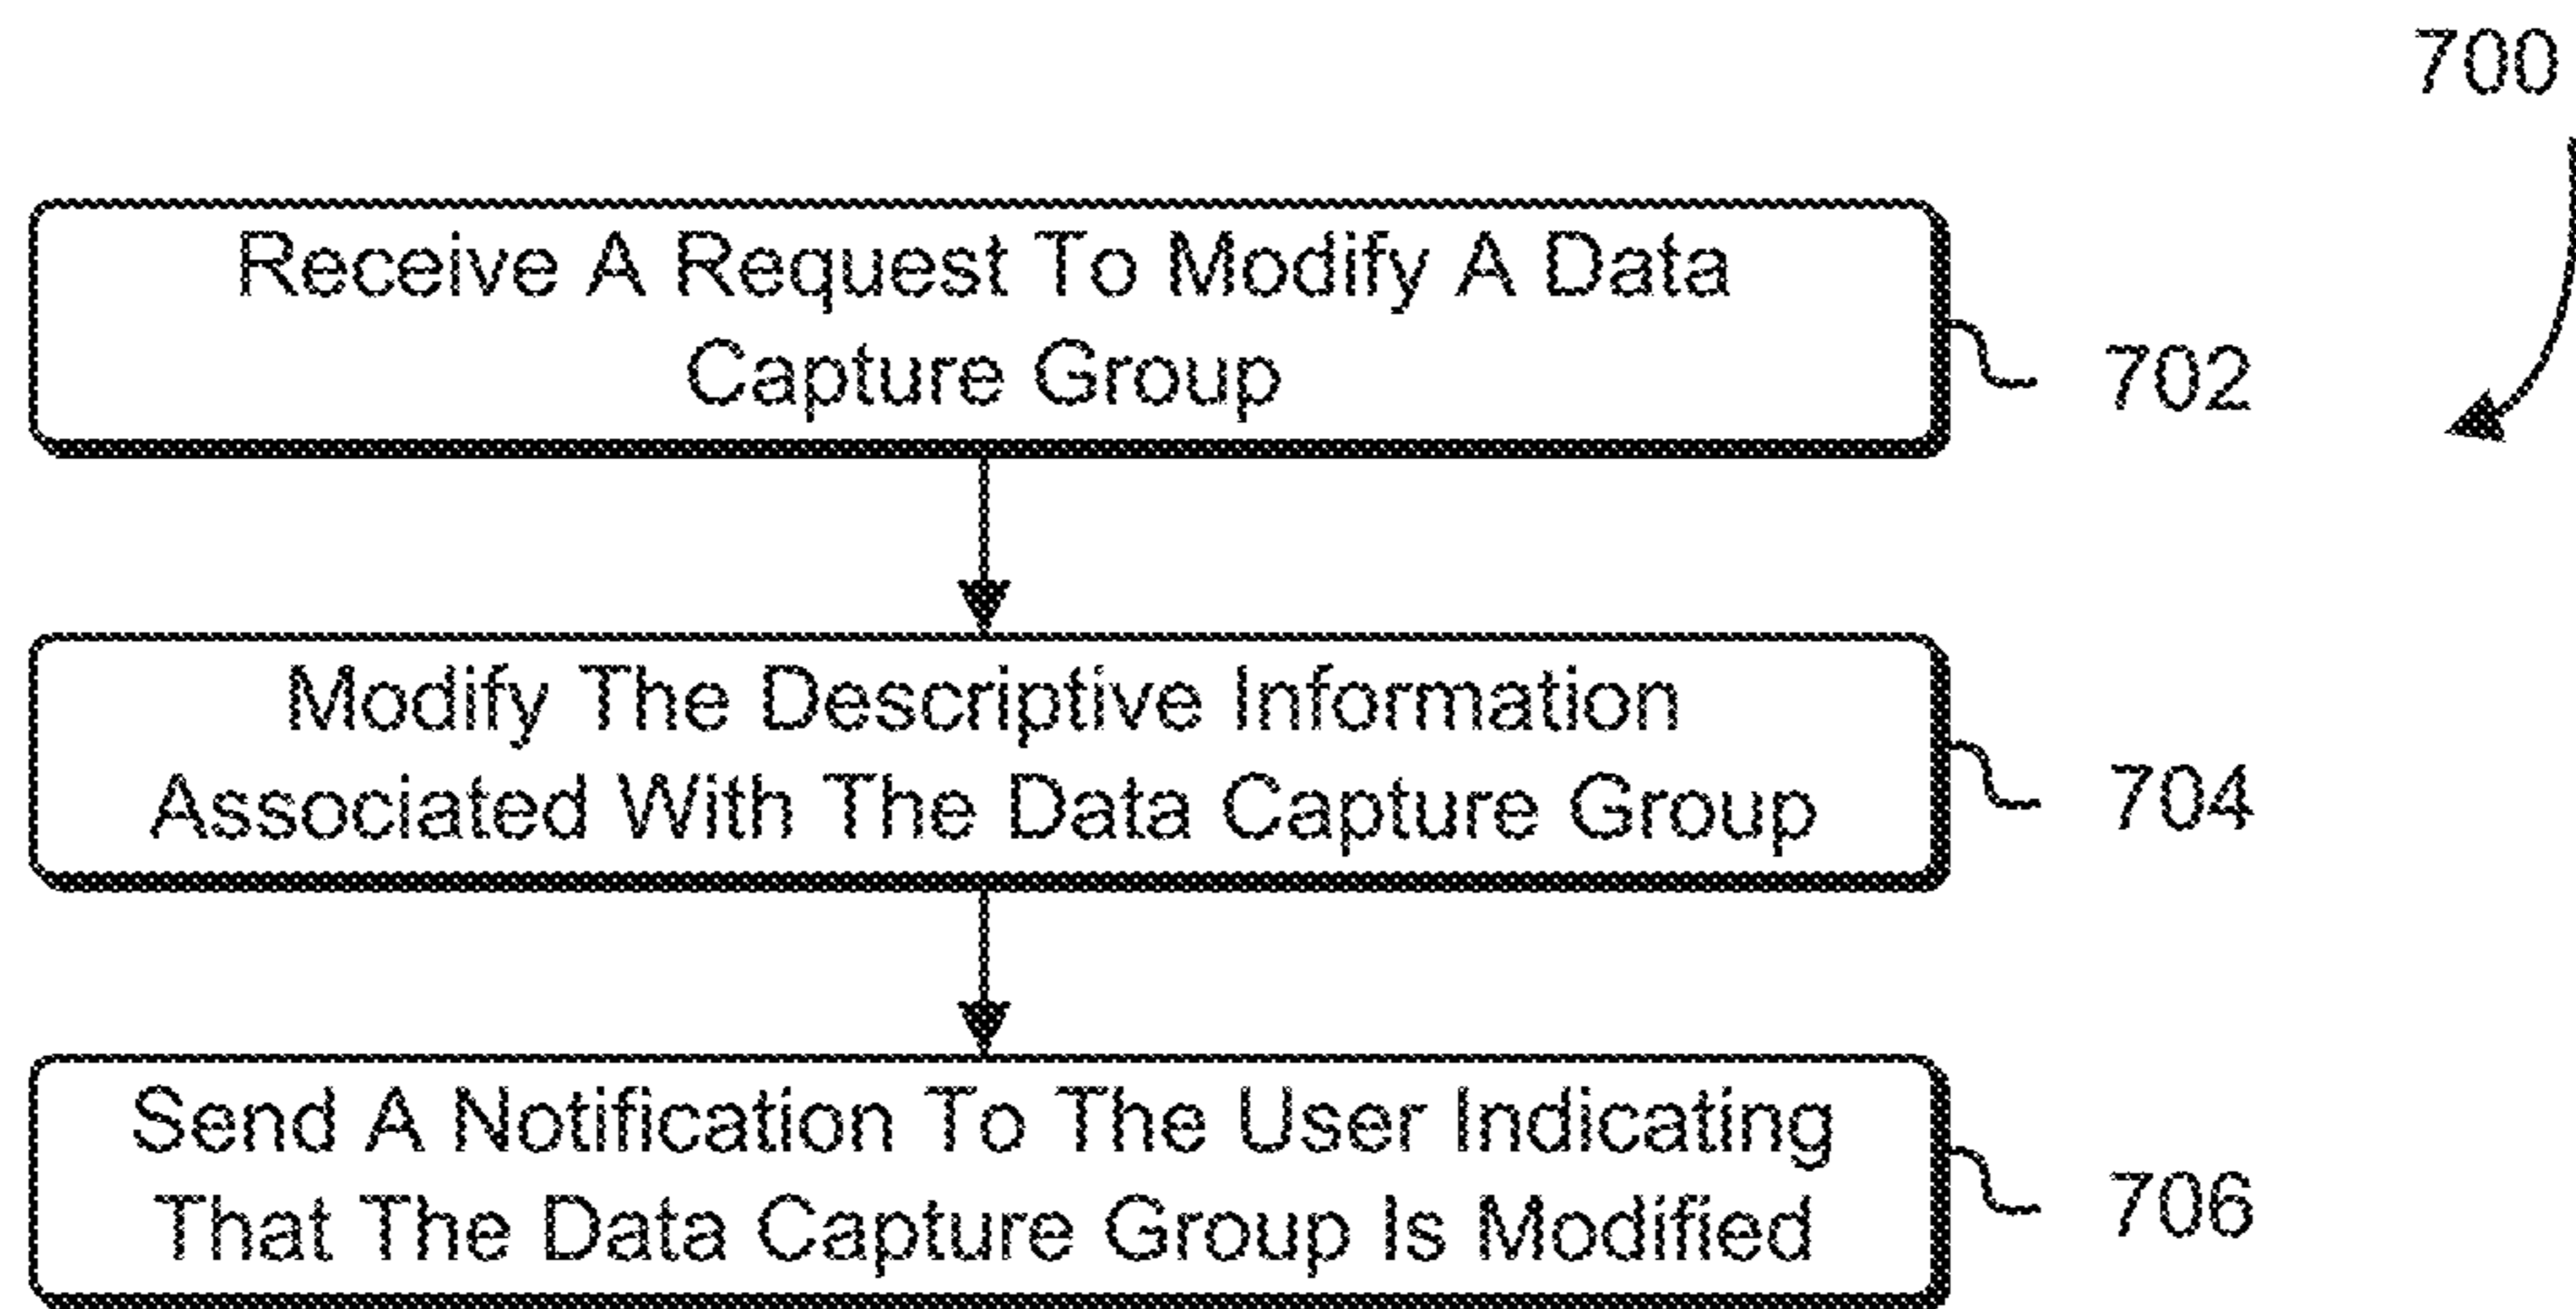 700
Receive A Request To Modify A Data
Capture Group
702
Modify The Descriptive Information
Associated With The Data Capture Group
704
Send A Notification To The User Indicating
That The Data Capture Group Is Modified
706